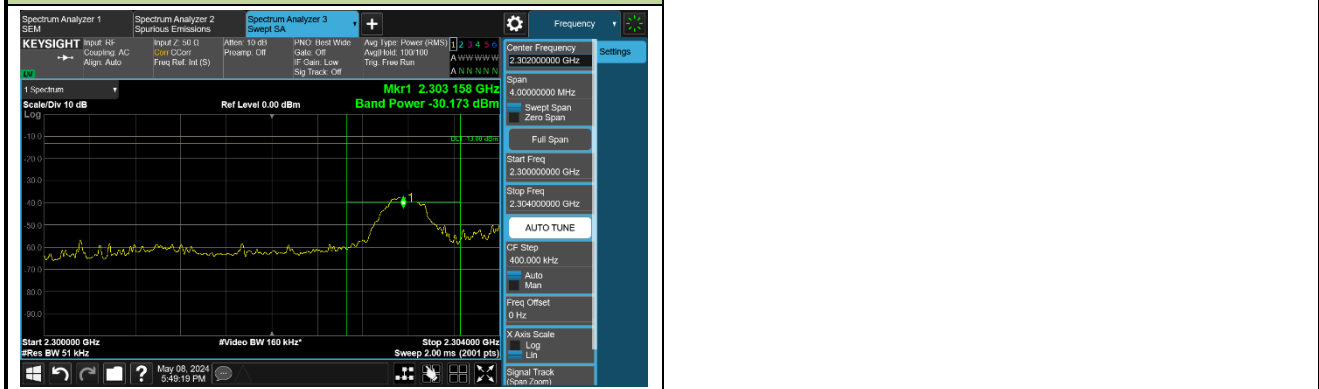 Spectrum Analyzer 1
SEM
Spectrum Analyzer 2
Spurious Emissions
Spectrum Analyzer 3
Swept SA
Frequency
KEYSIGHT
Input: RF
Coupling: AC
Align: Auto
Input Z: 50 Ω
Corr CCorr
Freq Ref: Int (S)
Atten: 10 dB
Preamp: Off
PNO: Best Wide
Gate: Off
IF Gain: Low
Sig Track: Off
Avg Type: Power (RMS)
Avg|Hold: 100/100
Trig: Free Run
1 2 3 4 5 6
A W W W W W
A N N N N N
1 Spectrum
Scale/Div 10 dB
Log
Ref Level 0.00 dBm
Mkr1 2.303 158 GHz
Band Power -30.173 dBm
-10.0
-20.0
-30.0
-40.0
-50.0
-60.0
-70.0
-80.0
-90.0
DL1 -13.00 dBm
1
Start 2.300000 GHz
#Res BW 51 kHz
#Video BW 160 kHz*
Stop 2.304000 GHz
Sweep 2.00 ms (2001 pts)
Center Frequency
2.302000000 GHz
Settings
Span
4.00000000 MHz
Swept Span
Zero Span
Full Span
Start Freq
2.300000000 GHz
Stop Freq
2.304000000 GHz
AUTO TUNE
CF Step
400.000 kHz
Auto
Man
Freq Offset
0 Hz
X Axis Scale
Log
Lin
Signal Track
(Span Zoom)
?
May 08, 2024
5:49:19 PM